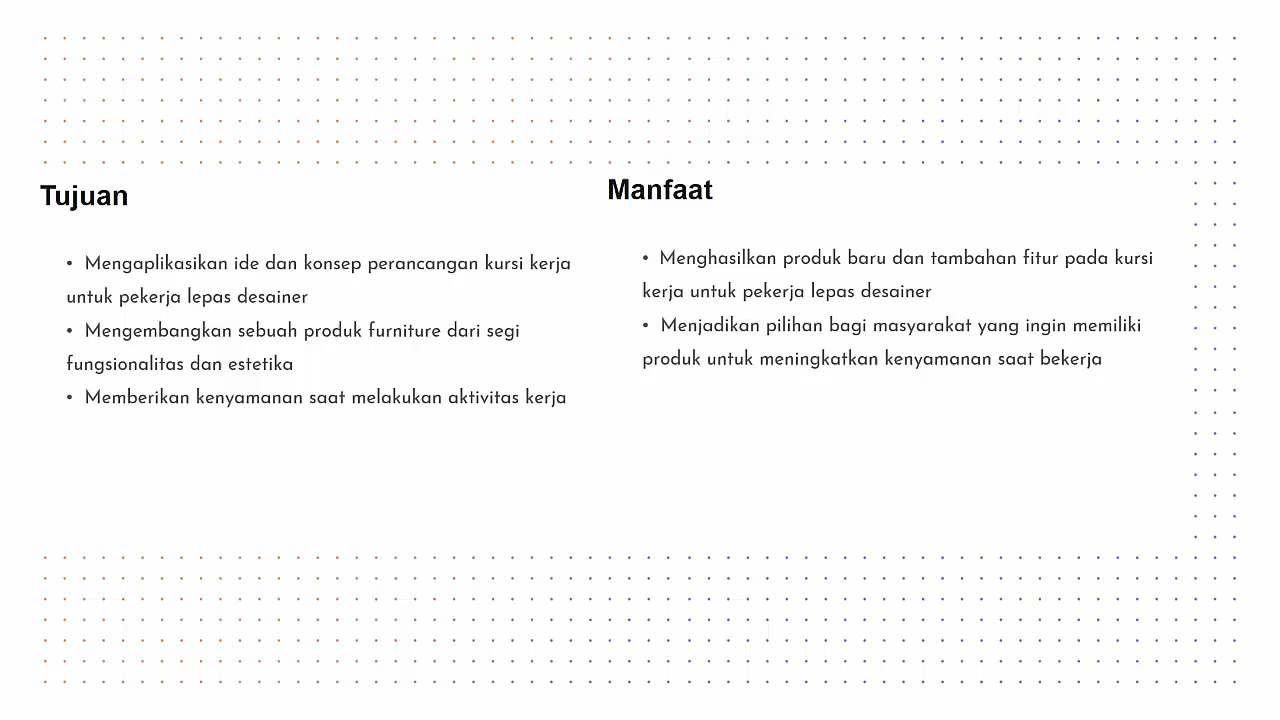 Tujuan
• Mengaplikasikan ide dan konsep perancangan kursi kerja
untuk pekerja lepas desainer
• Mengembangkan sebuah produk furniture dari segi
fungsionalitas dan estetika
• Memberikan kenyamanan saat melakukan aktivitas kerja
Manfaat
• Menghasilkan produk baru dan tambahan fitur pada kursi
kerja untuk pekerja lepas desainer
• Menjadikan pilihan bagi masyarakat yang ingin memiliki
produk untuk meningkatkan kenyamanan saat bekerja